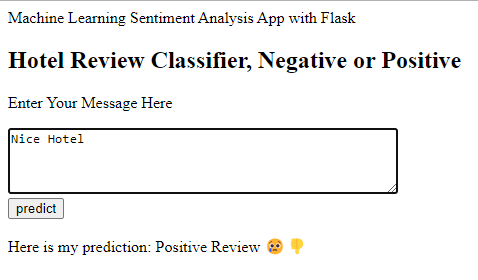 Machine Learning Sentiment Analysis App with Flask
Hotel Review Classifier, Negative or Positive
Enter Your Message Here
Nice Hotel
predict
Here is my prediction: Positive Review 😢 👎